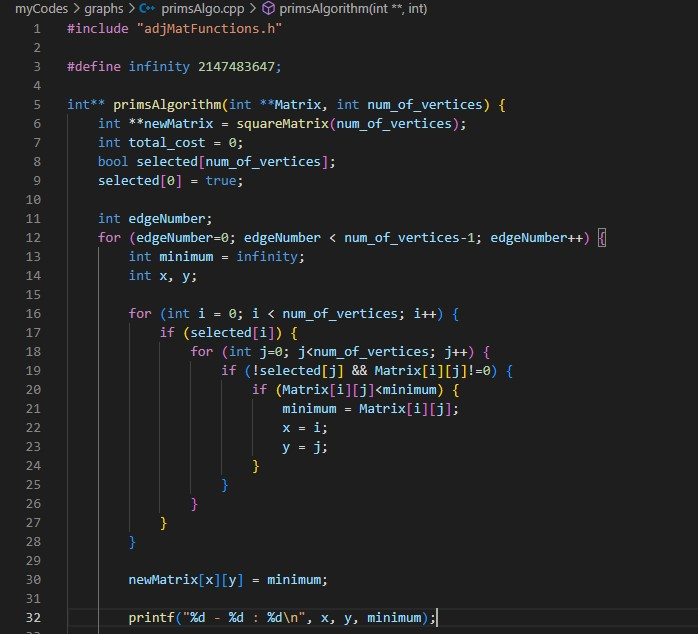 myCodes > graphs > C++ primsAlgo.cpp > primsAlgorithm(int **, int)
1 #include "adjMatFunctions.h"
2
3 #define infinity 2147483647;
4
5 int** primsAlgorithm(int **Matrix, int num_of_vertices) {
6     int **newMatrix = squareMatrix(num_of_vertices);
7     int total_cost = 0;
8     bool selected[num_of_vertices];
9     selected[0] = true;
10
11     int edgeNumber;
12     for (edgeNumber=0; edgeNumber < num_of_vertices-1; edgeNumber++) {
13         int minimum = infinity;
14         int x, y;
15
16         for (int i = 0; i < num_of_vertices; i++) {
17             if (selected[i]) {
18                 for (int j=0; j<num_of_vertices; j++) {
19                     if (!selected[j] && Matrix[i][j]!=0) {
20                         if (Matrix[i][j]<minimum) {
21                             minimum = Matrix[i][j];
22                             x = i;
23                             y = j;
24                         }
25                     }
26                 }
27             }
28         }
29
30         newMatrix[x][y] = minimum;
31
32         printf("%d - %d : %d\n", x, y, minimum);